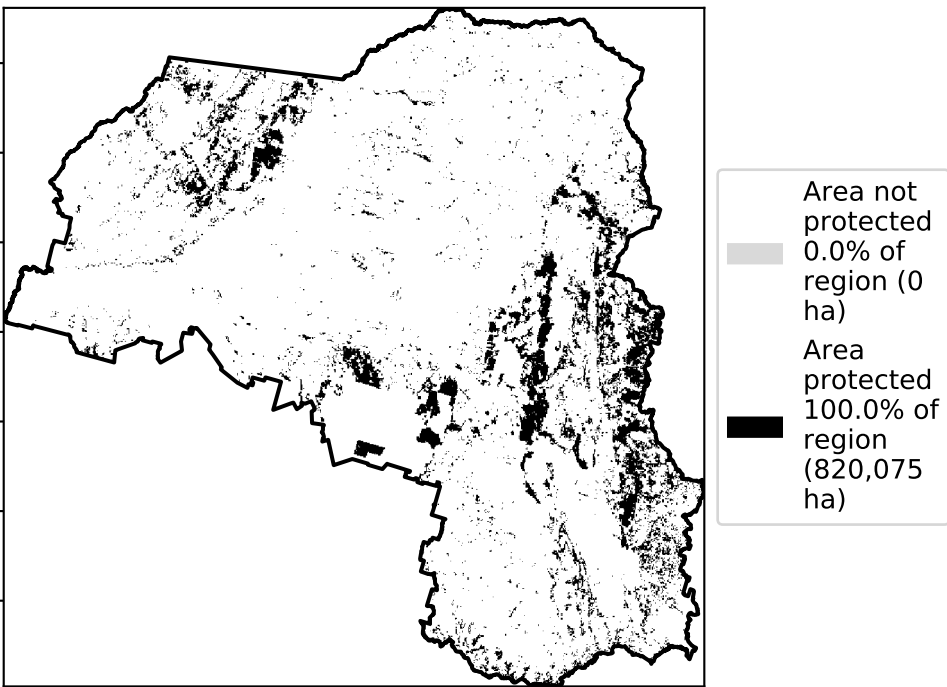 Area not
protected
0.0% of
region (0
ha)
Area
protected
100.0% of
region
(820,075
ha)